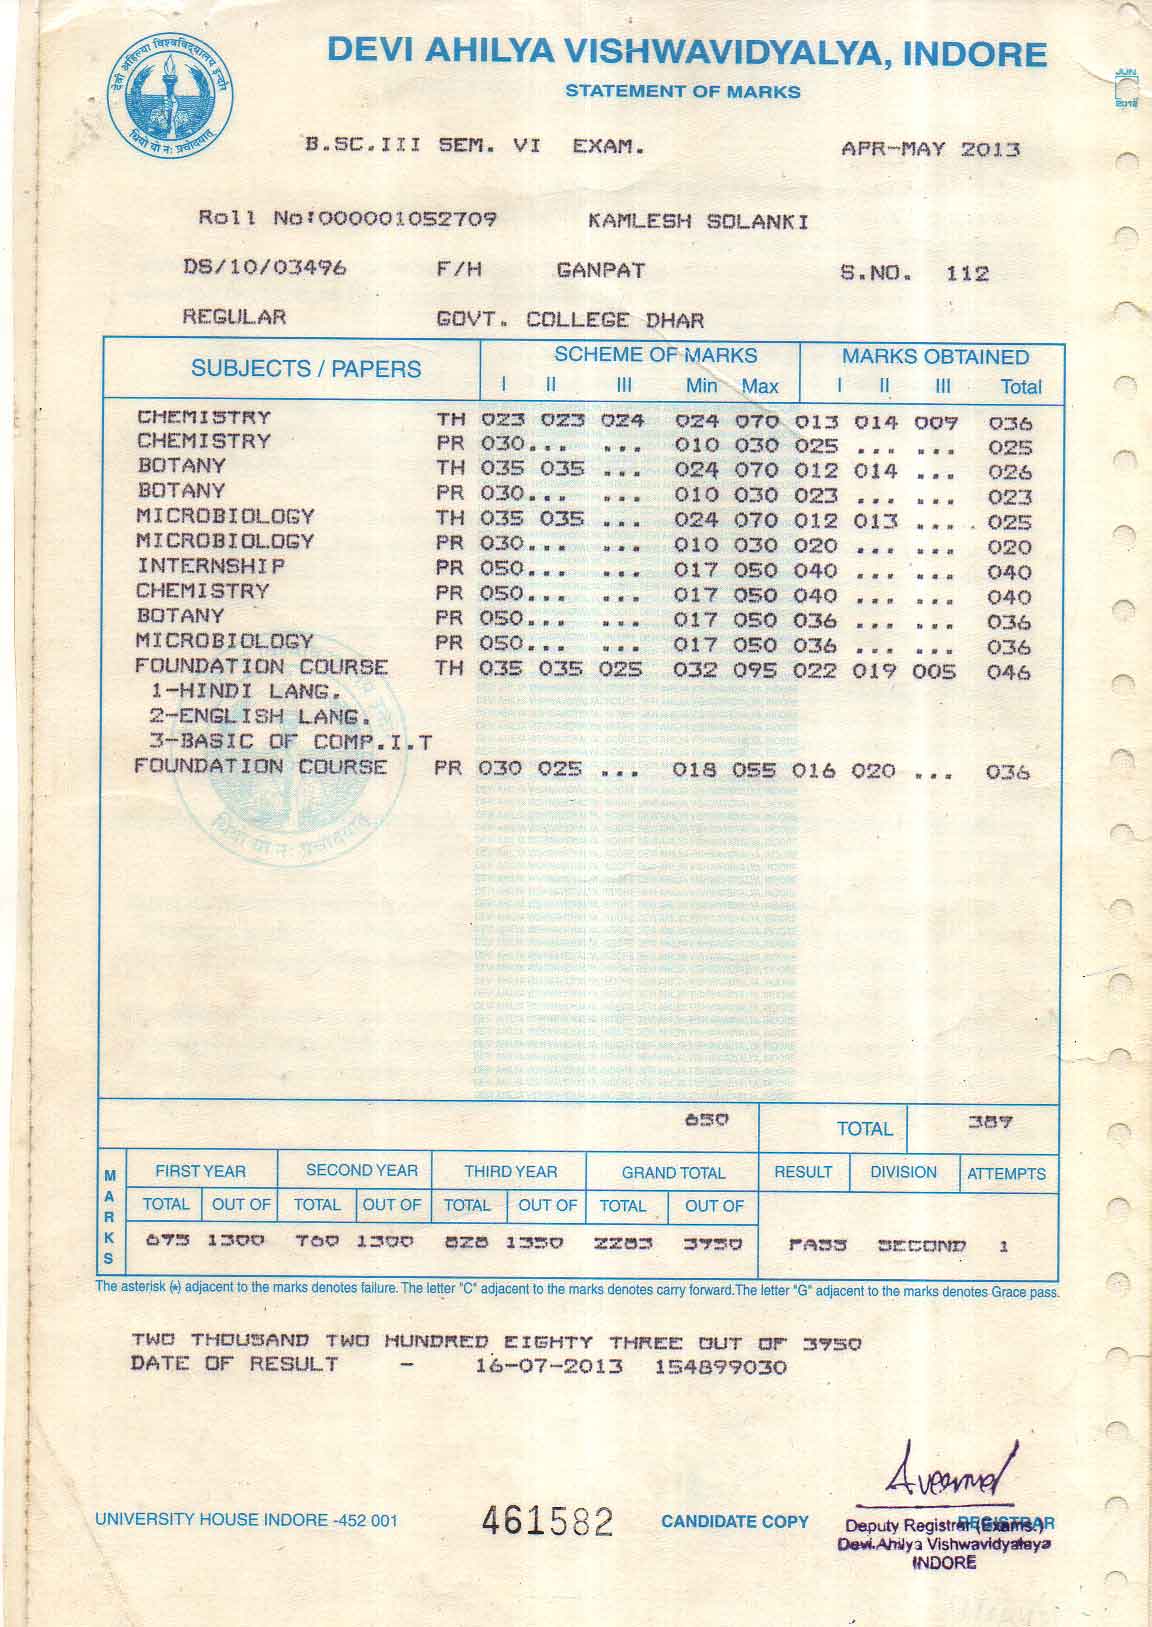 देवी अहिल्या विश्वविद्यालय इन्दौर
धियो यो नः प्रचोदयात्
DEVI AHILYA VISHWAVIDYALYA, INDORE
STATEMENT OF MARKS
JUN
B.SC.III SEM. VI EXAM. APR-MAY 2013
Roll No:000001052709 KAMLESH SOLANKI
DS/10/03496 F/H GANPAT S.NO. 112
REGULAR GOVT. COLLEGE DHAR
SUBJECTS / PAPERS SCHEME OF MARKS MARKS OBTAINED
I II III Min Max I II III Total
CHEMISTRY TH 023 023 024 024 070 013 014 009 036
CHEMISTRY PR 030... ... 010 030 025 ... ... 025
BOTANY TH 035 035 ... 024 070 012 014 ... 026
BOTANY PR 030... ... 010 030 023 ... ... 023
MICROBIOLOGY TH 035 035 ... 024 070 012 013 ... 025
MICROBIOLOGY PR 030... ... 010 030 020 ... ... 020
INTERNSHIP PR 050... ... 017 050 040 ... ... 040
CHEMISTRY PR 050... ... 017 050 040 ... ... 040
BOTANY PR 050... ... 017 050 036 ... ... 036
MICROBIOLOGY PR 050... ... 017 050 036 ... ... 036
FOUNDATION COURSE TH 035 035 025 032 095 022 019 005 046
1-HINDI LANG.
2-ENGLISH LANG.
3-BASIC OF COMP.I.T
FOUNDATION COURSE PR 030 025 ... 018 055 016 020 ... 036
650 TOTAL 387
MARKS FIRST YEAR SECOND YEAR THIRD YEAR GRAND TOTAL RESULT DIVISION ATTEMPTS
TOTAL OUT OF TOTAL OUT OF TOTAL OUT OF TOTAL OUT OF
695 1300 760 1300 828 1350 2283 3950 PASS SECOND 1
The asterisk (*) adjacent to the marks denotes failure. The letter "C" adjacent to the marks denotes carry forward.The letter "G" adjacent to the marks denotes Grace pass.
TWO THOUSAND TWO HUNDRED EIGHTY THREE OUT OF 3950
DATE OF RESULT - 16-07-2013 154899030
UNIVERSITY HOUSE INDORE -452 001 461582 CANDIDATE COPY REGISTRAR
Deputy Registrar (Exams.)
Devi Ahilya Vishwavidyalaya
INDORE